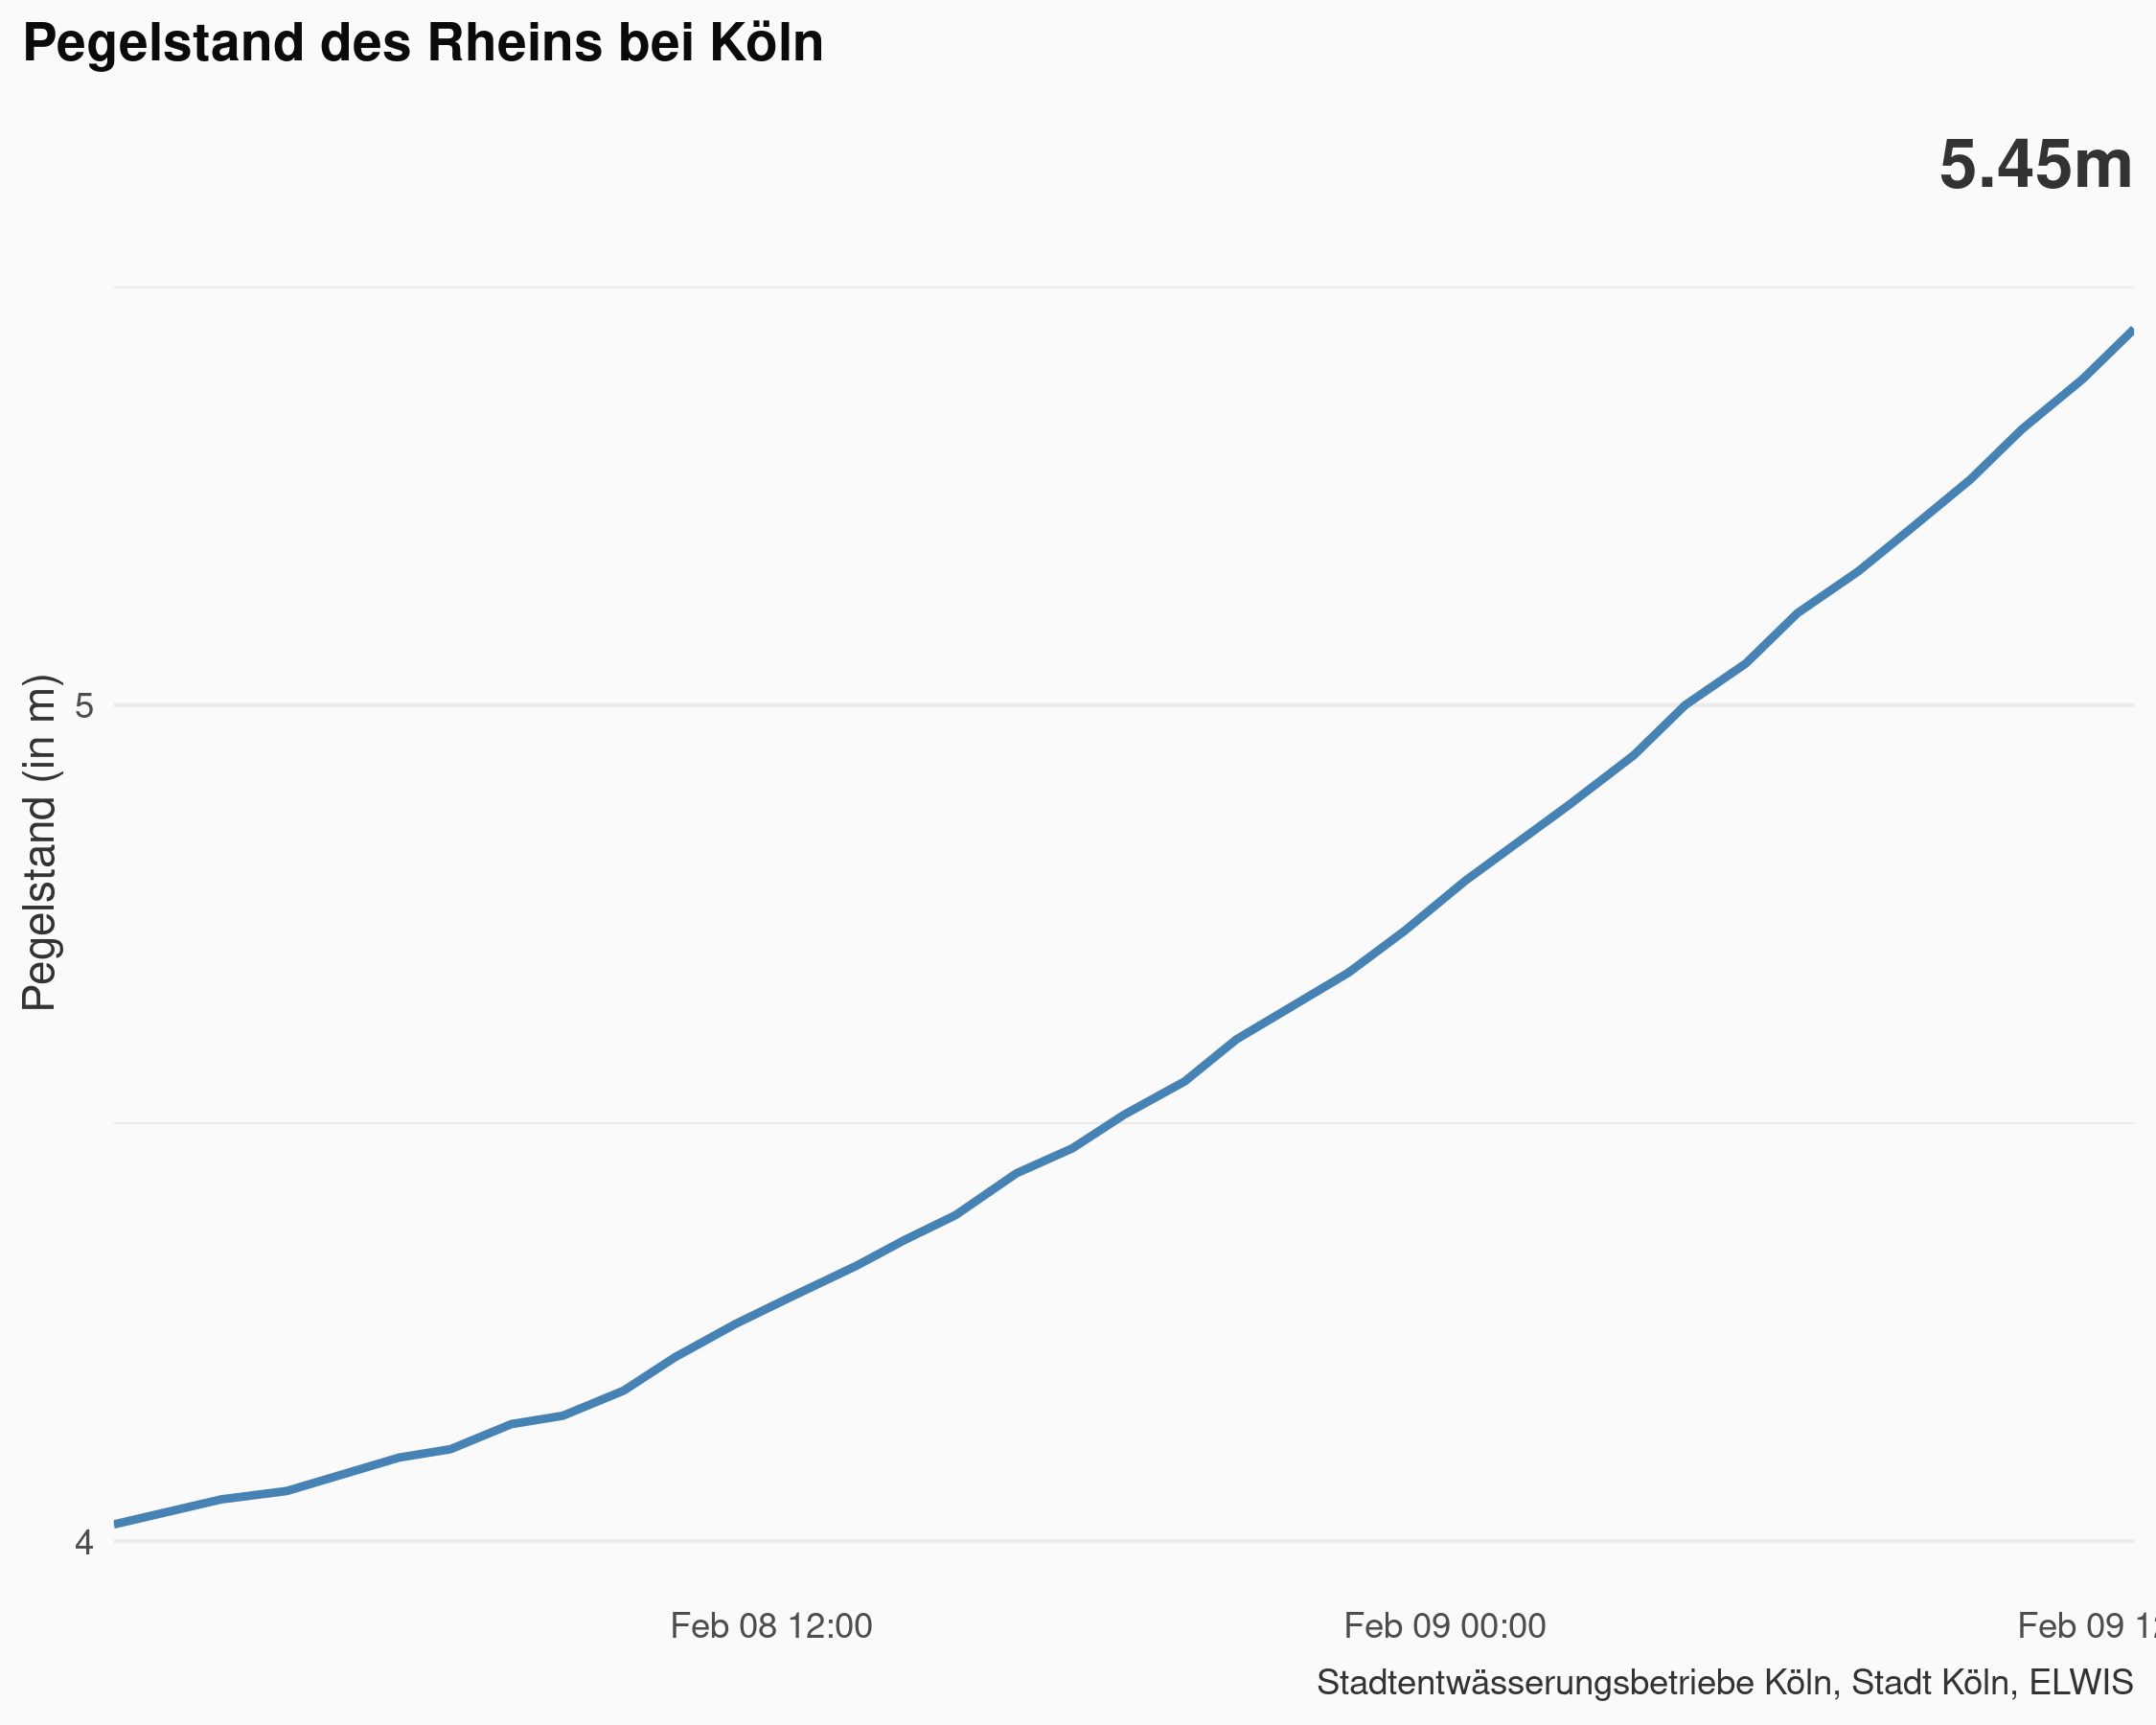 Pegelstand des Rheins bei Köln
5.45m
Pegelstand (in m)
5
4
Feb 08 12:00
Feb 09 00:00
Feb 09
Stadtentwässerungsbetriebe Köln, Stadt Köln, ELWIS